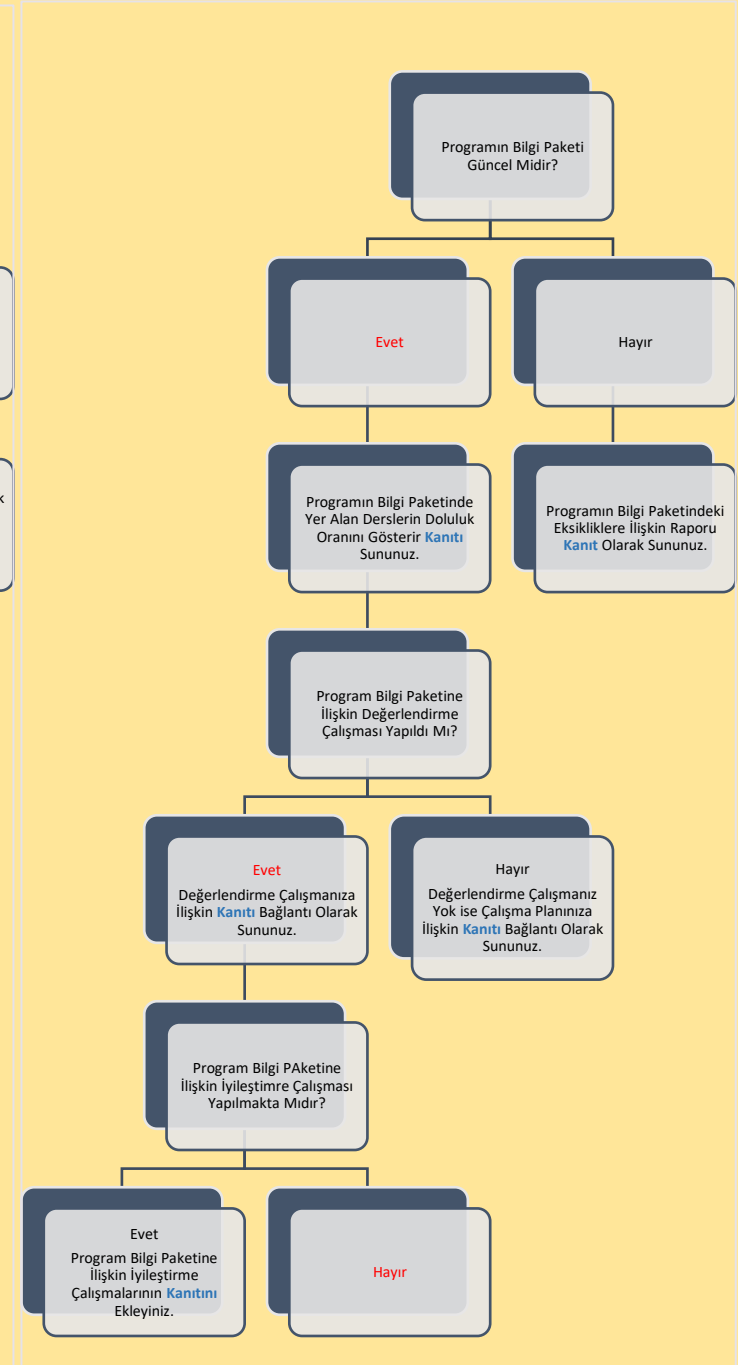 Programın Bilgi Paketi
Güncel Midir?
Evet
Hayır
Programın Bilgi Paketinde
Yer Alan Derslerin Doluluk
Oranını Gösterir Kanıtı
Sununuz.
Programın Bilgi Paketindeki
Eksikliklere İlişkin Raporu
Kanıt Olarak Sununuz.
Program Bilgi Paketine
İlişkin Değerlendirme
Çalışması Yapıldı Mı?
Evet
Değerlendirme Çalışmanıza
İlişkin Kanıtı Bağlantı Olarak
Sununuz.
Hayır
Değerlendirme Çalışmanız
Yok ise Çalışma Planınıza
İlişkin Kanıtı Bağlantı Olarak
Sununuz.
Program Bilgi PAketine
İlişkin İyileştimre Çalışması
Yapılmakta Mıdır?
Evet
Program Bilgi Paketine
İlişkin İyileştirme
Çalışmalarının Kanıtını
Ekleyiniz.
Hayır